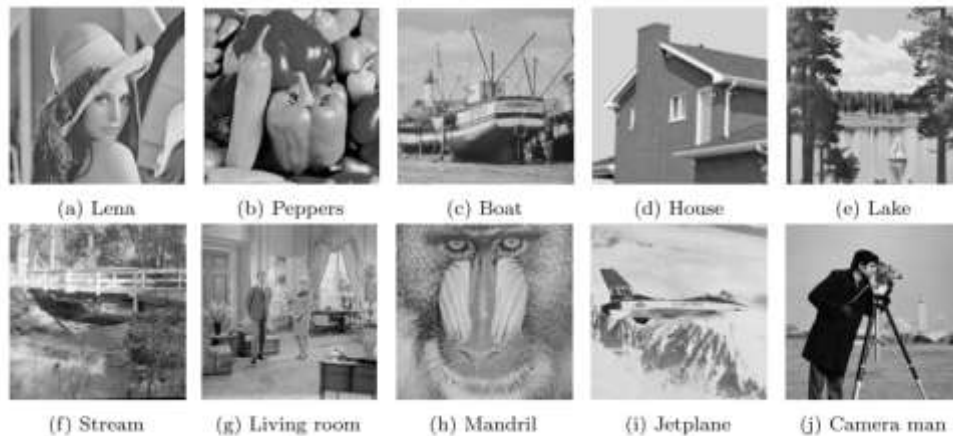 (a) Lena
(b) Peppers
(c) Boat
(d) House
(e) Lake
(f) Stream
(g) Living room
(h) Mandril
(i) Jetplane
(j) Camera man